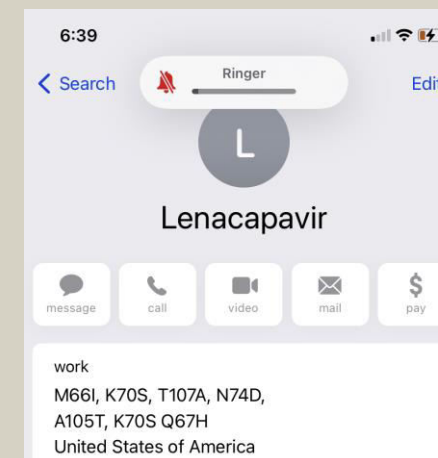 6:39
Search
Ringer
Edit
L
Lenacapavir
message
call
video
mail
$
pay
work
M66I, K70S, T107A, N74D,
A105T, K70S Q67H
United States of America